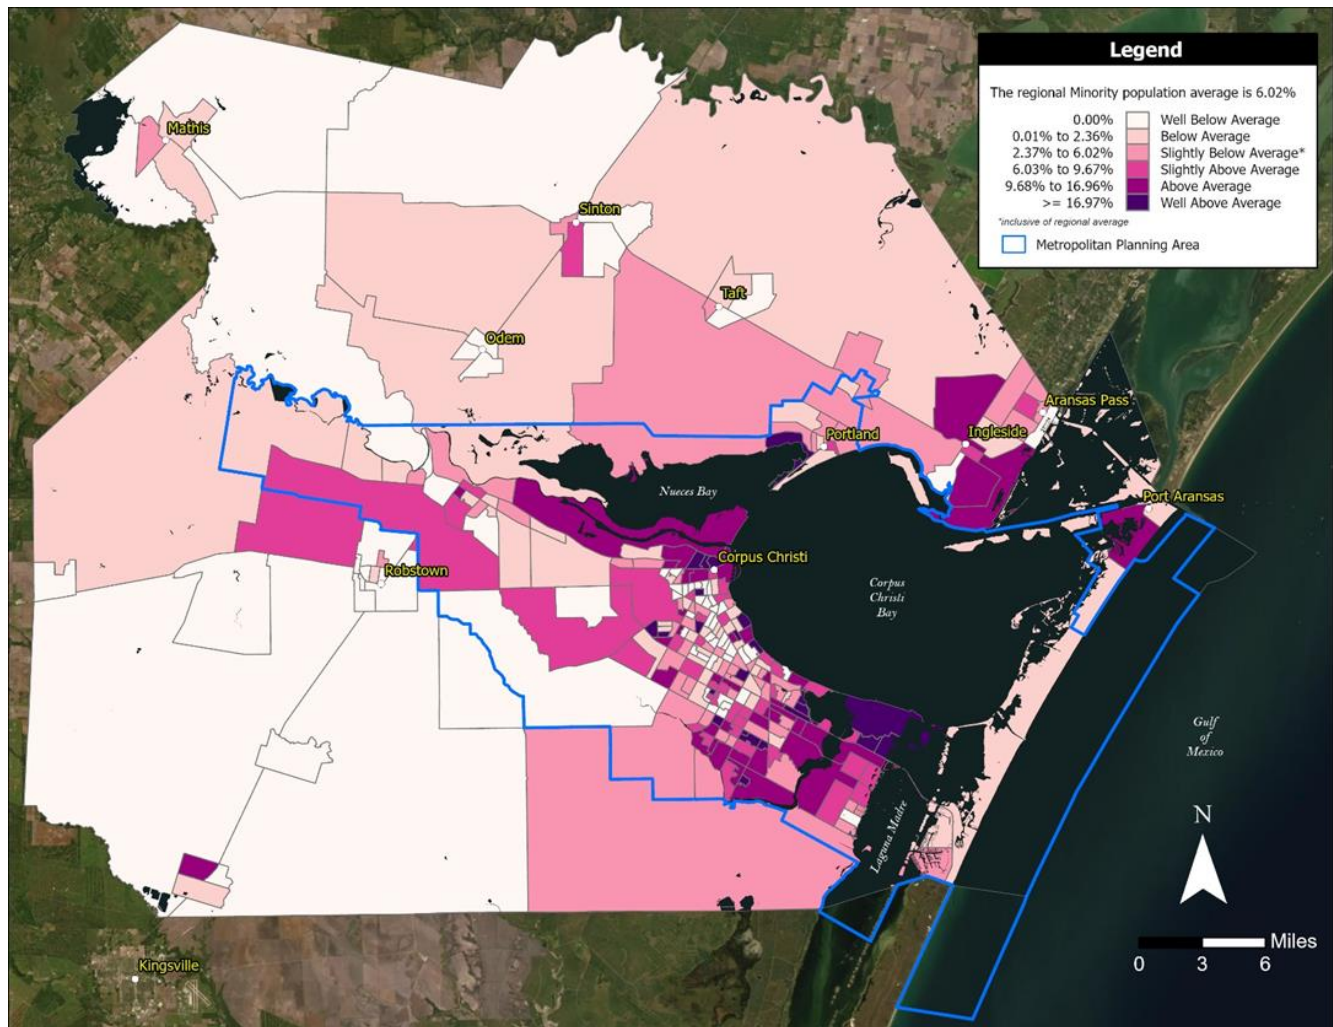 Legend
The regional Minority population average is 6.02%
0.00% Well Below Average
0.01% to 2.36% Below Average
2.37% to 6.02% Slightly Below Average*
6.03% to 9.67% Slightly Above Average
9.68% to 16.96% Above Average
>= 16.97% Well Above Average
*inclusive of regional average
Metropolitan Planning Area
Mathis
Sinton
Taft
Odem
Aransas Pass
Ingleside
Portland
Nueces Bay
Port Aransas
Corpus Christi
Robstown
Corpus
Christi
Bay
Gulf
of
Mexico
Laguna Madre
N
Kingsville
Miles
0 3 6